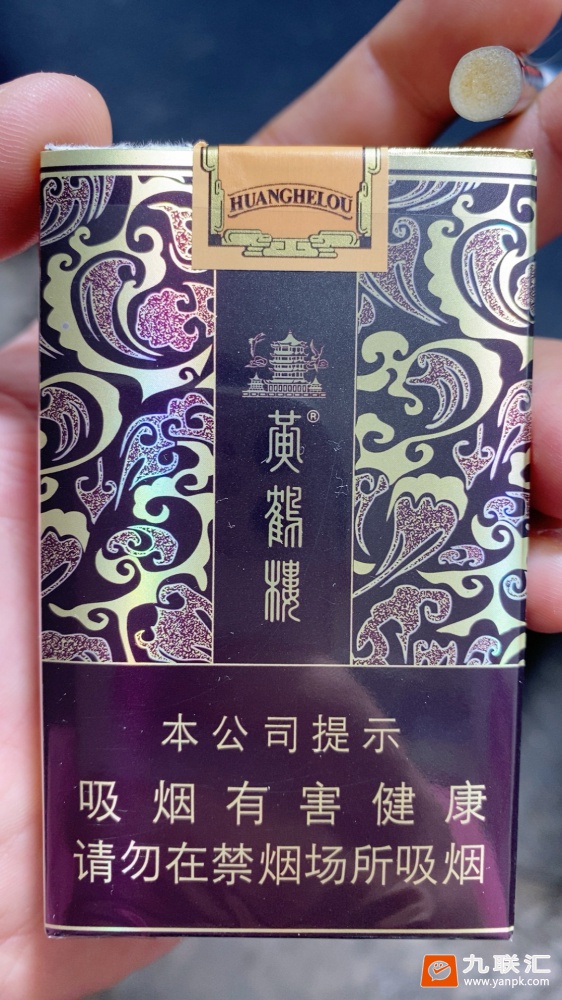 HUANGHELOU
黄鹤楼®
本公司提示
吸烟有害健康
请勿在禁烟场所吸烟
九联汇
www.yanpk.com